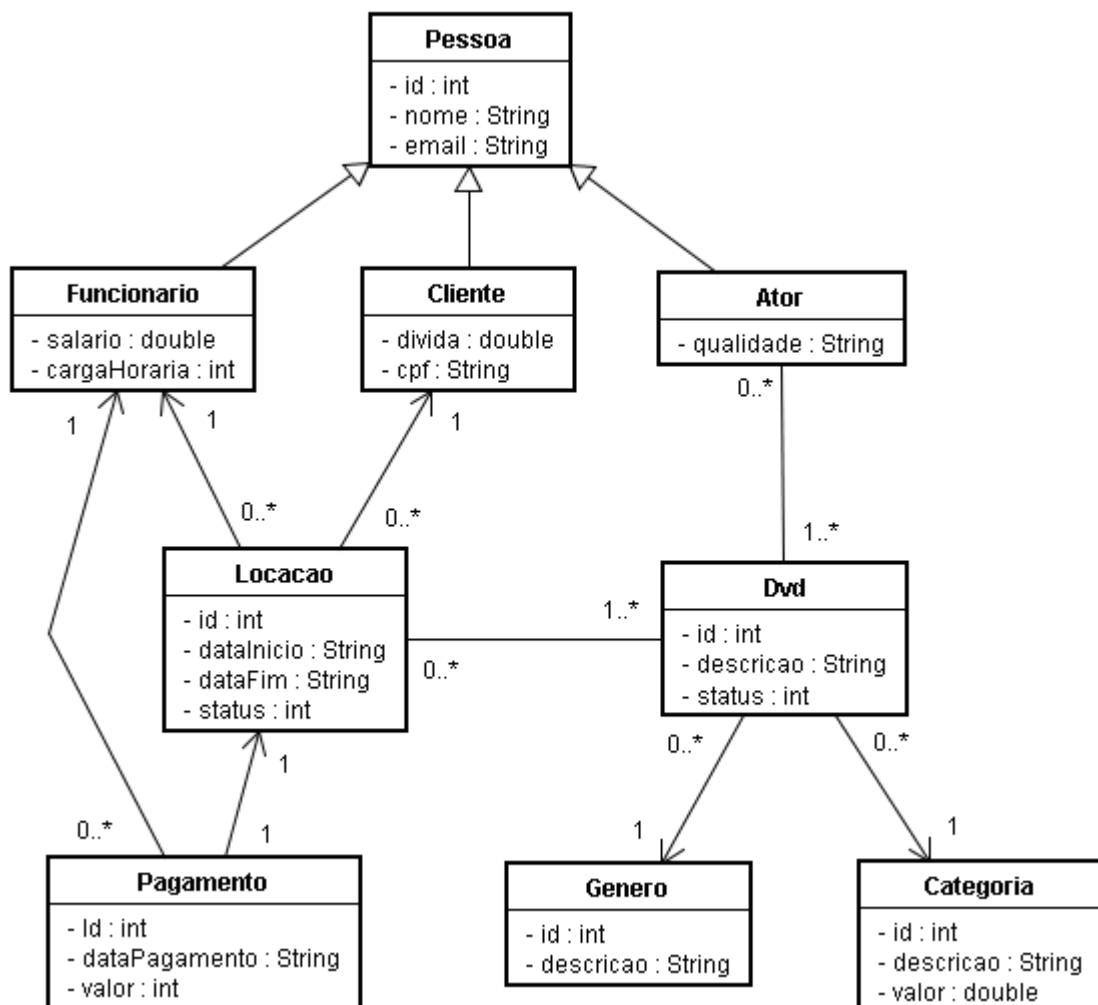 Pessoa
- id : int
- nome : String
- email : String
Funcionario
- salario : double
- cargaHoraria : int
Cliente
- divida : double
- cpf : String
Ator
- qualidade : String
1
1
1
0..*
0..*
0..*
1..*
Locacao
- id : int
- dataInicio : String
- dataFim : String
- status : int
1..*
0..*
Dvd
- id : int
- descricao : String
- status : int
1
0..*
0..*
0..*
1
1
1
Pagamento
- Id : int
- dataPagamento : String
- valor : int
Genero
- id : int
- descricao : String
Categoria
- id : int
- descricao : String
- valor : double